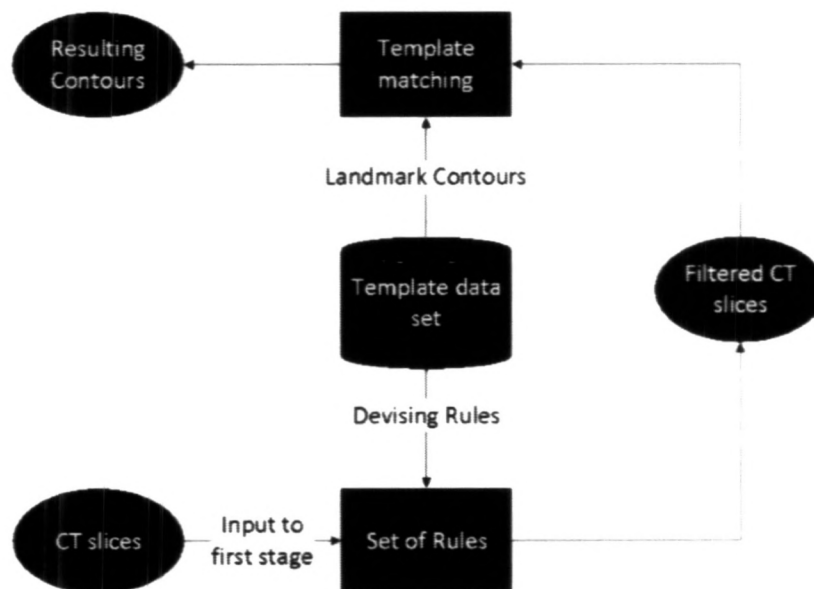 Resulting
Contours
Template
matching
Landmark Contours
Template data
set
Filtered CT
slices
Devising Rules
CT slices
Input to
first stage
Set of Rules